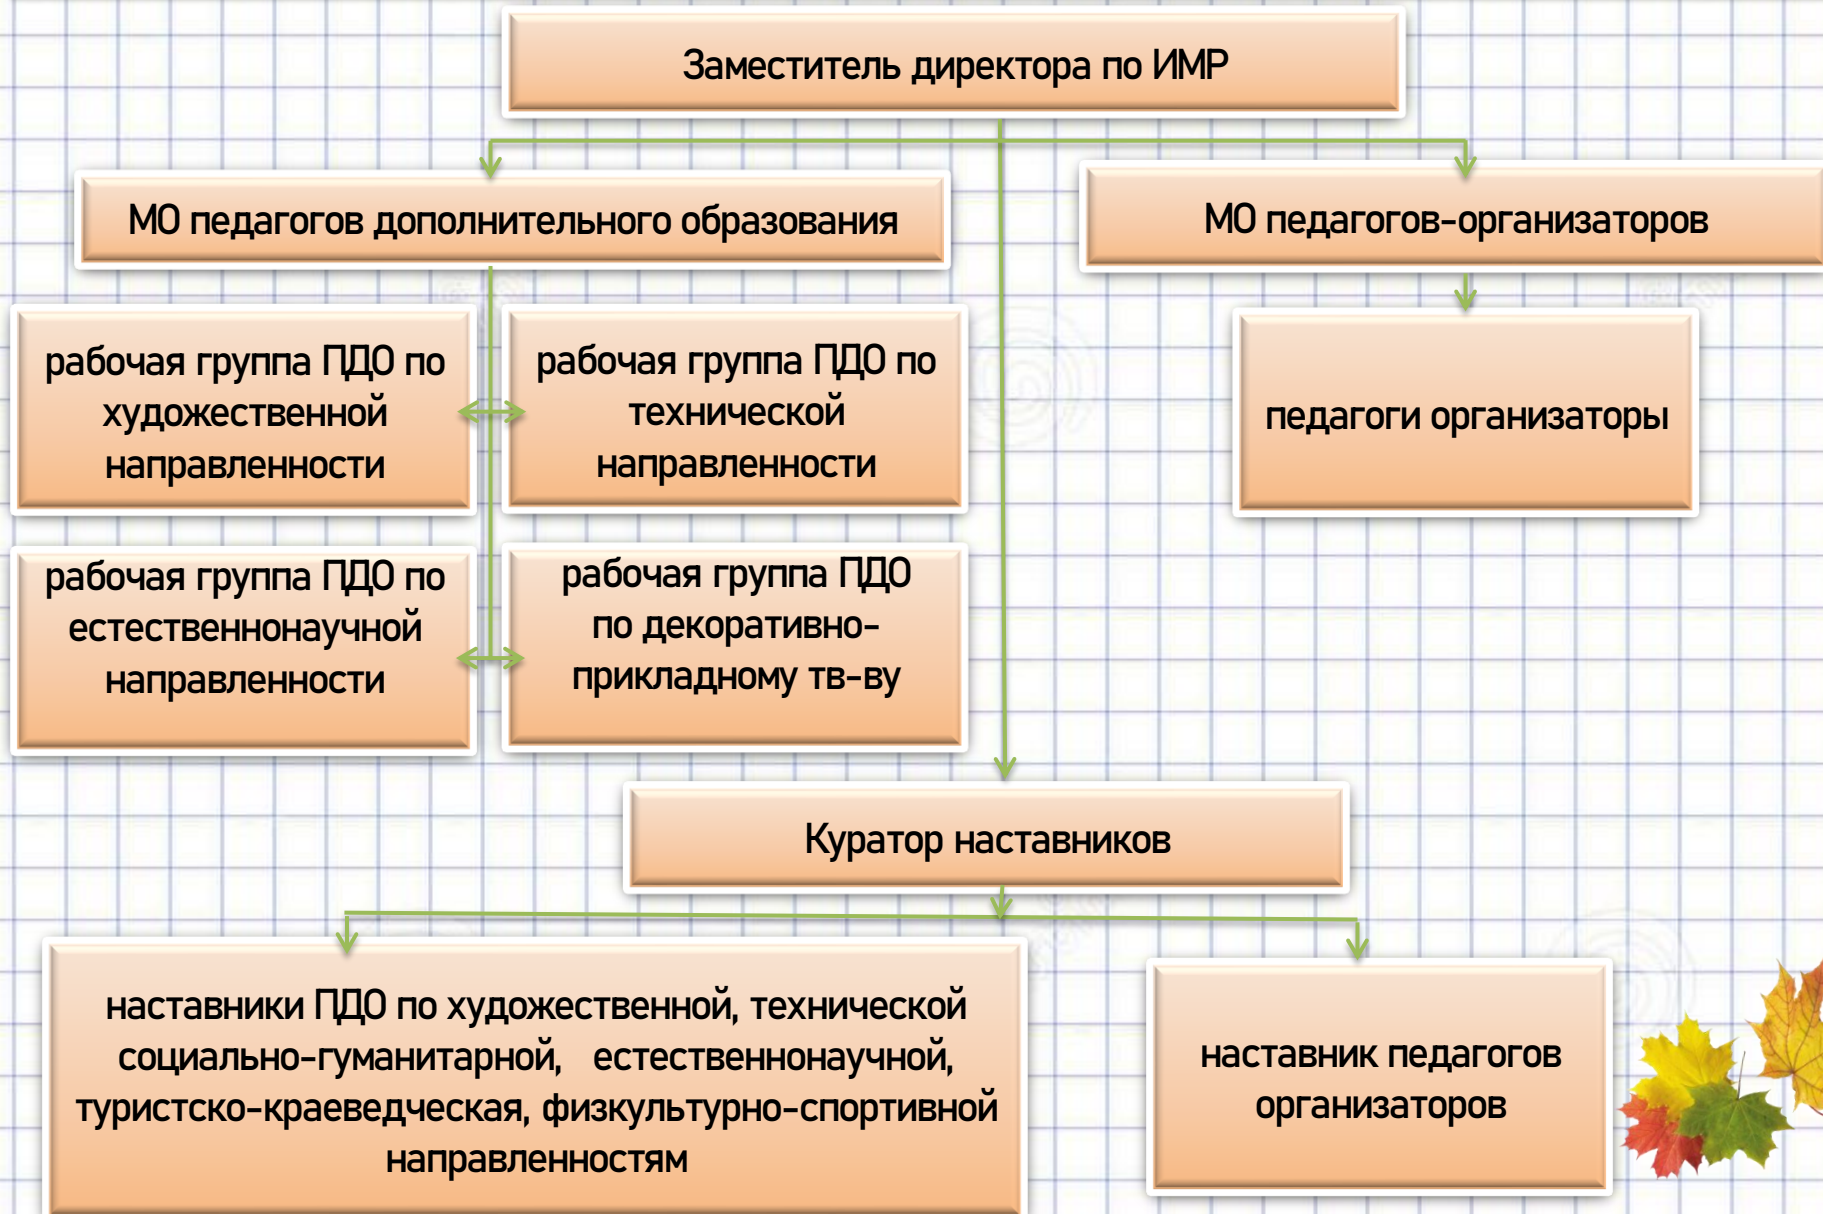 Заместитель директора по ИМР
МО педагогов дополнительного образования
МО педагогов-организаторов
рабочая группа ПДО по
художественной
направленности
рабочая группа ПДО по
технической
направленности
педагоги организаторы
рабочая группа ПДО по
естественнонаучной
направленности
рабочая группа ПДО
по декоративно-
прикладному тв-ву
Куратор наставников
наставники ПДО по художественной, технической
социально-гуманитарной, естественнонаучной,
туристско-краеведческая, физкультурно-спортивной
направленностям
наставник педагогов
организаторов